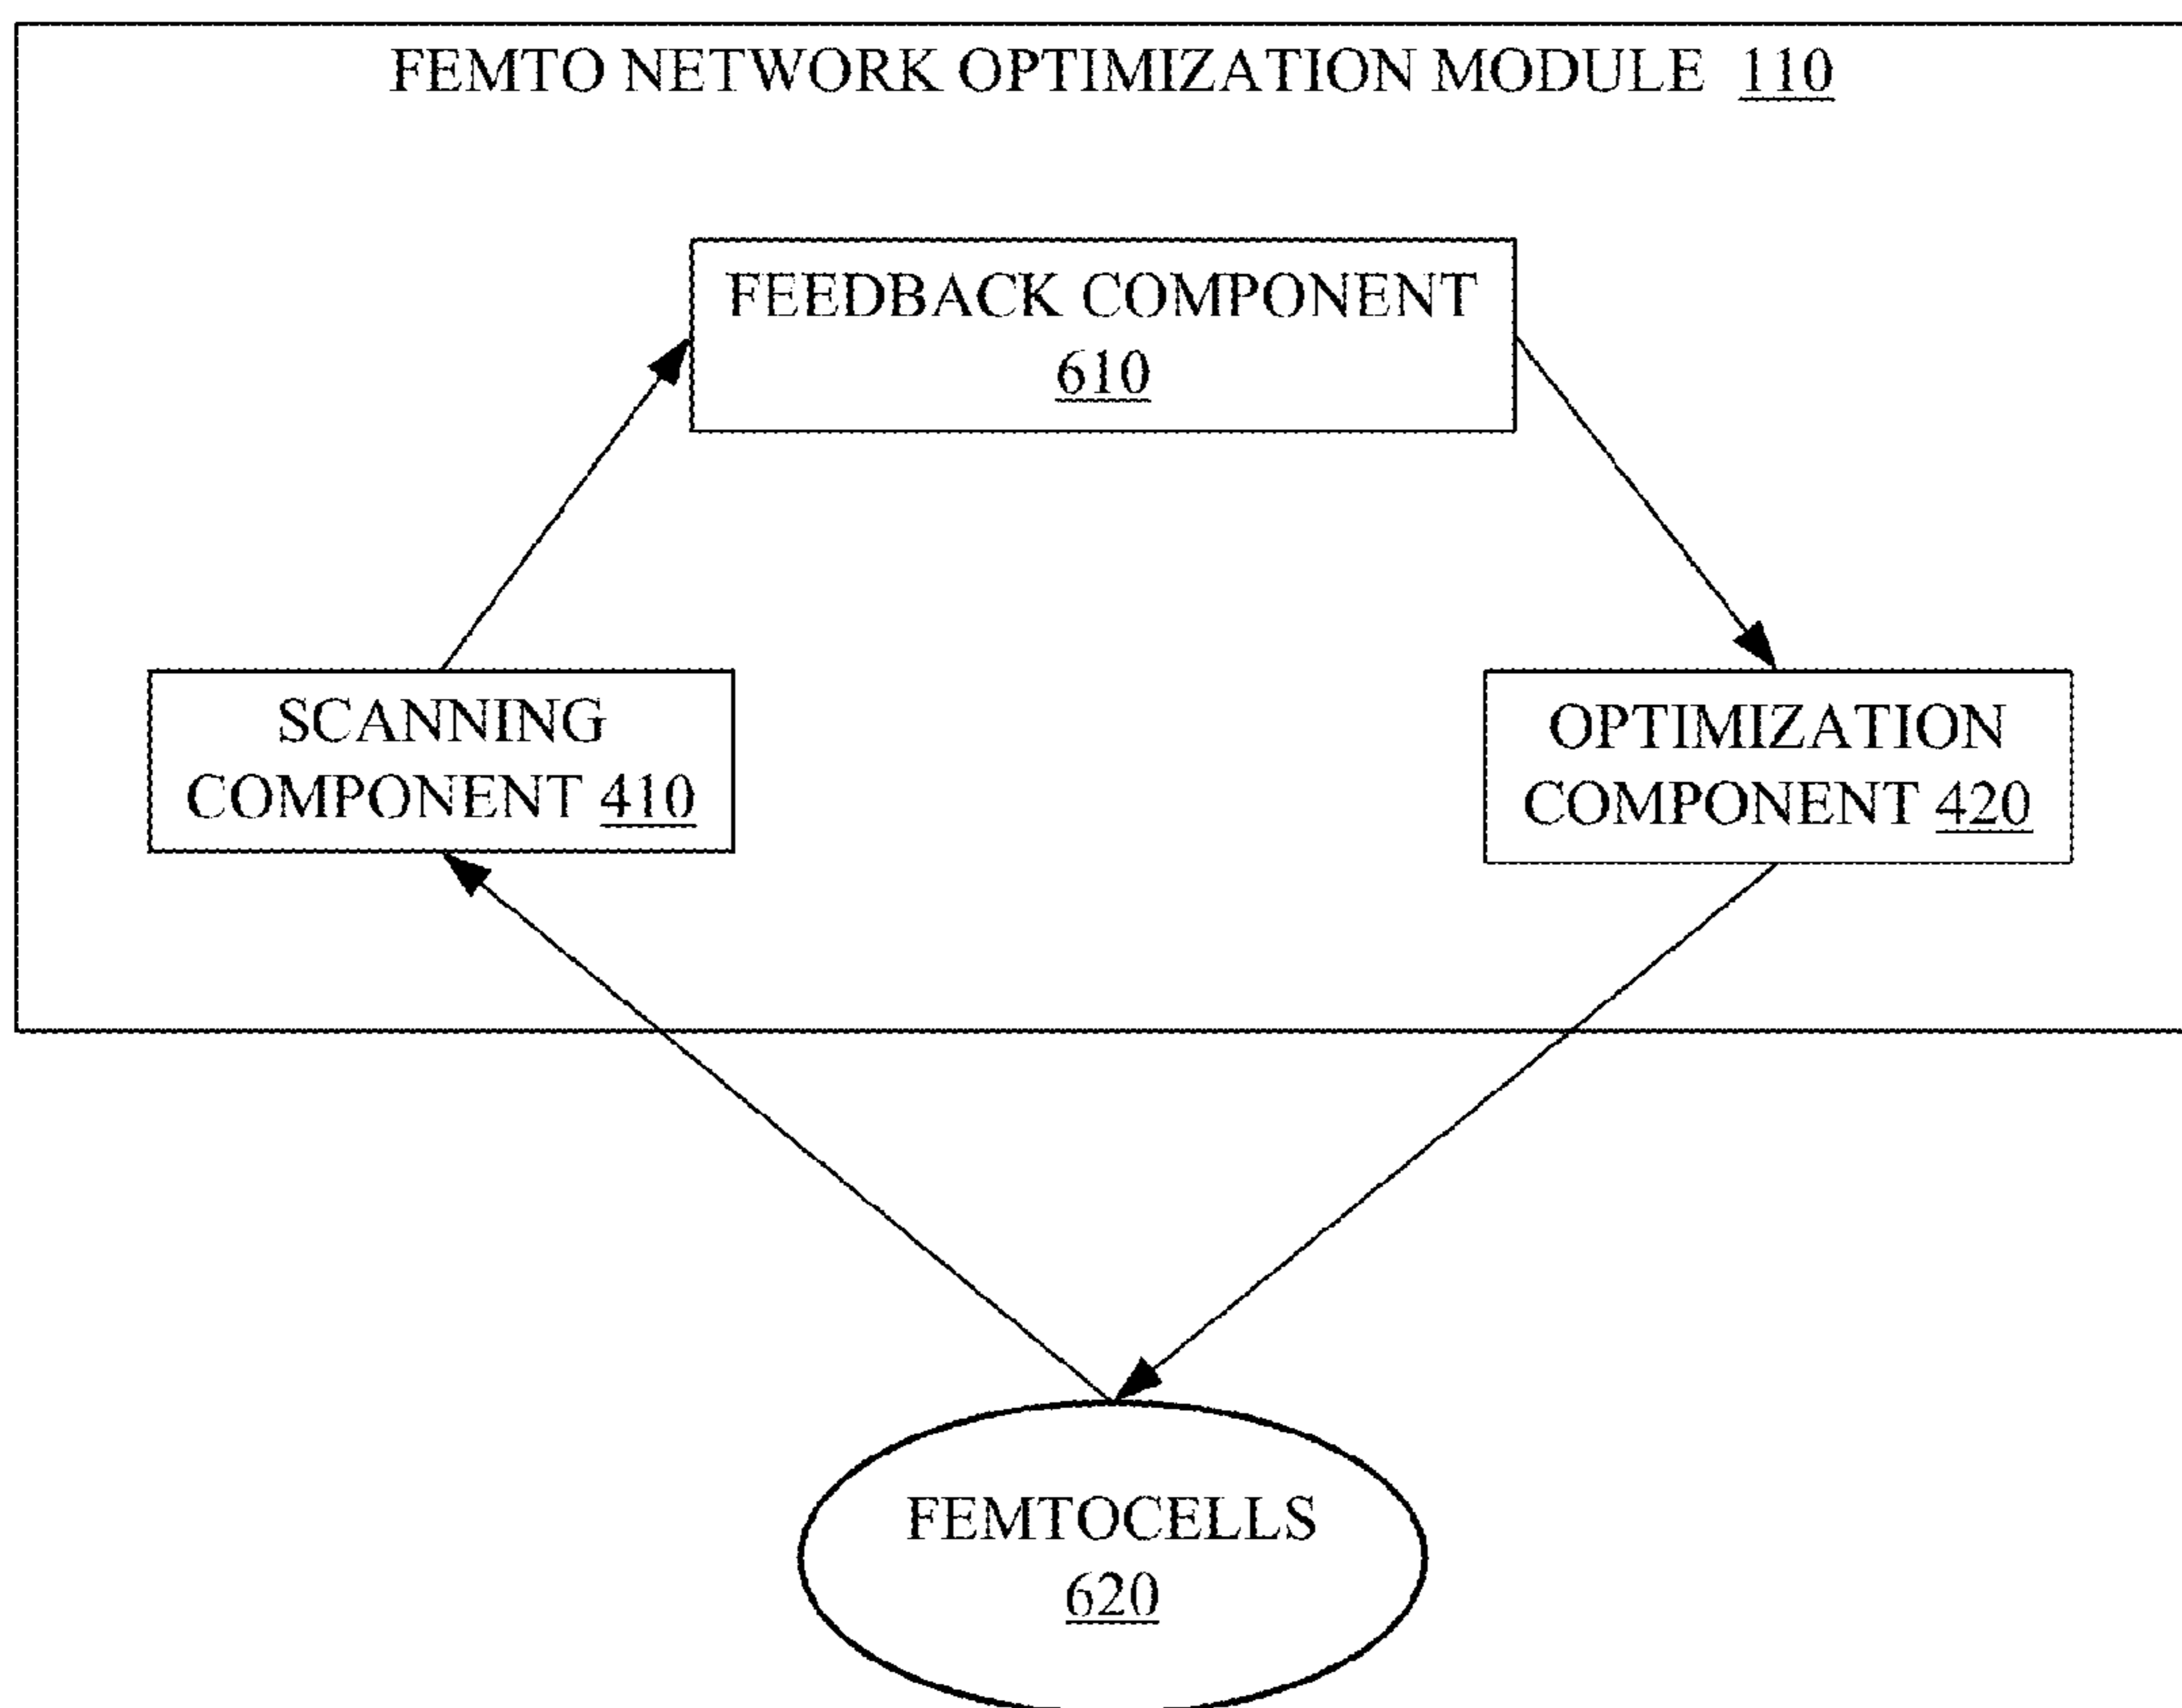 FEMTO NETWORK OPTIMIZATION MODULE 110
FEEDBACK COMPONENT
610
SCANNING
COMPONENT 410
OPTIMIZATION
COMPONENT 420
FEMTOCELLS
620